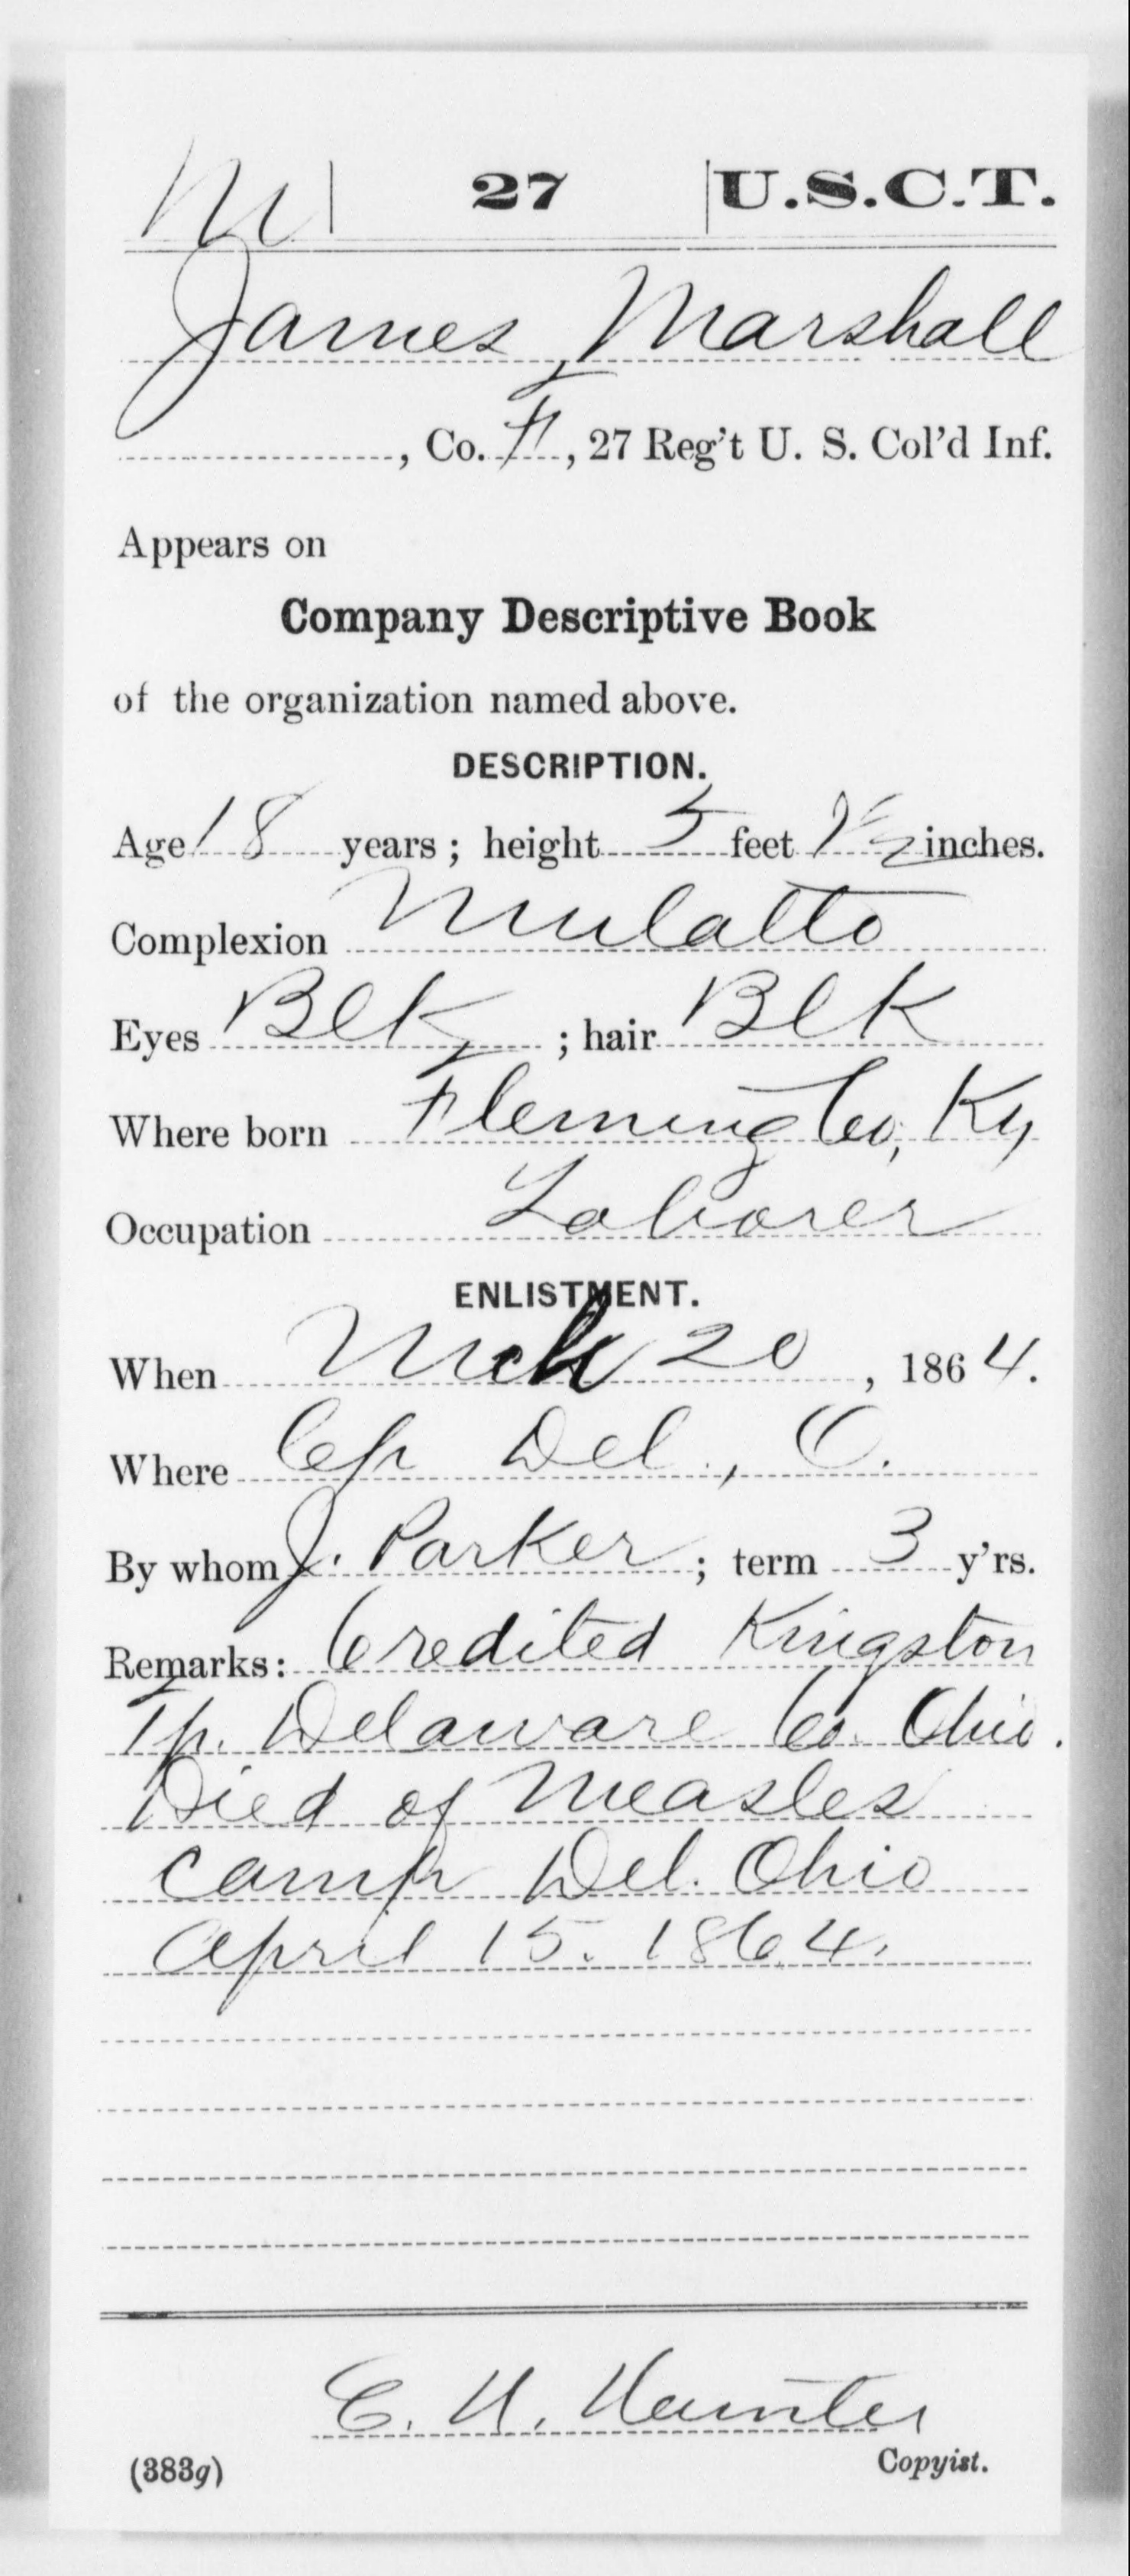 M | 27 | U.S.C.T.
James Marshall
, Co. F, 27 Reg't U. S. Col'd Inf.
Appears on
Company Descriptive Book
of the organization named above.
DESCRIPTION.
Age 18 years; height 5 feet ½ inches.
Complexion Mulatto
Eyes Blk; hair Blk
Where born Fleming Co, Ky
Occupation Laborer
ENLISTMENT.
When Mch 20, 1864.
Where Cp Del., O.
By whom J. Parker; term 3 y'rs.
Remarks: Credited Kingston
Tp. Delaware Co. Ohio.
Died of Measles
Camp Del. Ohio
April 15. 1864.
(383g)
Copyist.